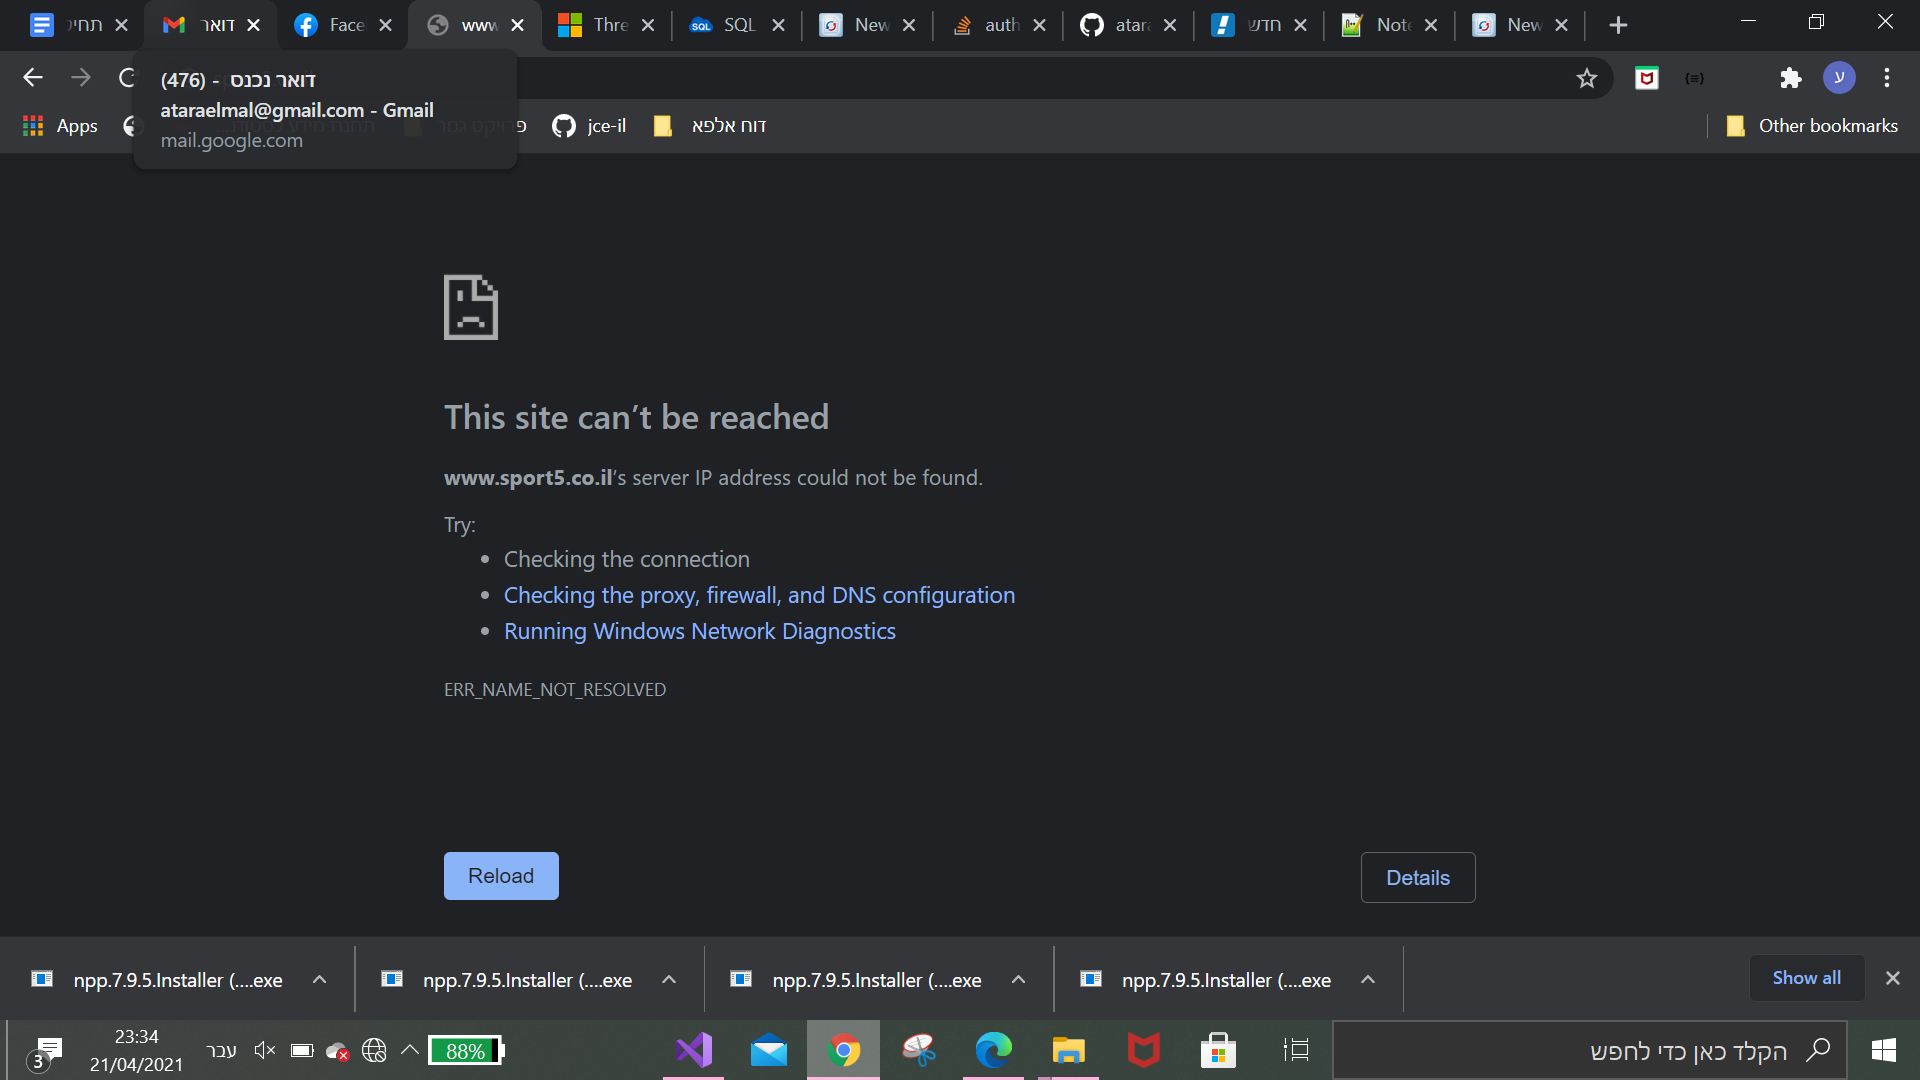 תחיכ
דואר
Face
www
Thre
SQL
New
auth
atara
חדש
Note
New
דואר נכנס - (476)
ataraelmal@gmail.com - Gmail
mail.google.com
Apps
פרויקט גמר
jce-il
דוח אלפא
Other bookmarks
This site can’t be reached
www.sport5.co.il’s server IP address could not be found.
Try:
Checking the connection
Checking the proxy, firewall, and DNS configuration
Running Windows Network Diagnostics
ERR_NAME_NOT_RESOLVED
Reload
Details
npp.7.9.5.Installer (....exe
npp.7.9.5.Installer (....exe
npp.7.9.5.Installer (....exe
npp.7.9.5.Installer (....exe
Show all
3
23:34
21/04/2021
עבר
88%
הקלד כאן כדי לחפש